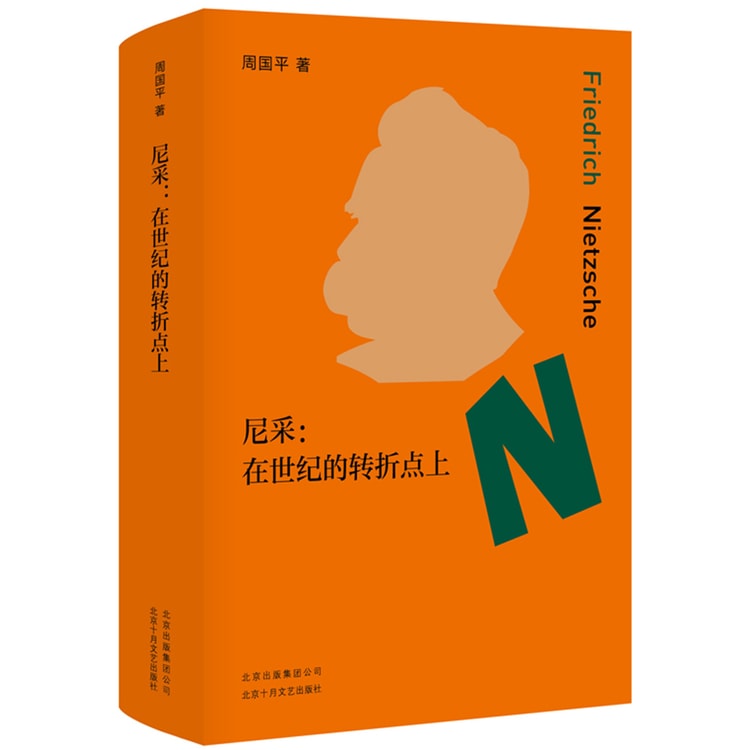 周国平 著
尼采：在世纪的转折点上
北京出版集团公司
北京十月文艺出版社
周国平 著
Friedrich Nietzsche
尼采：
在世纪的转折点上
N
北京出版集团公司
北京十月文艺出版社